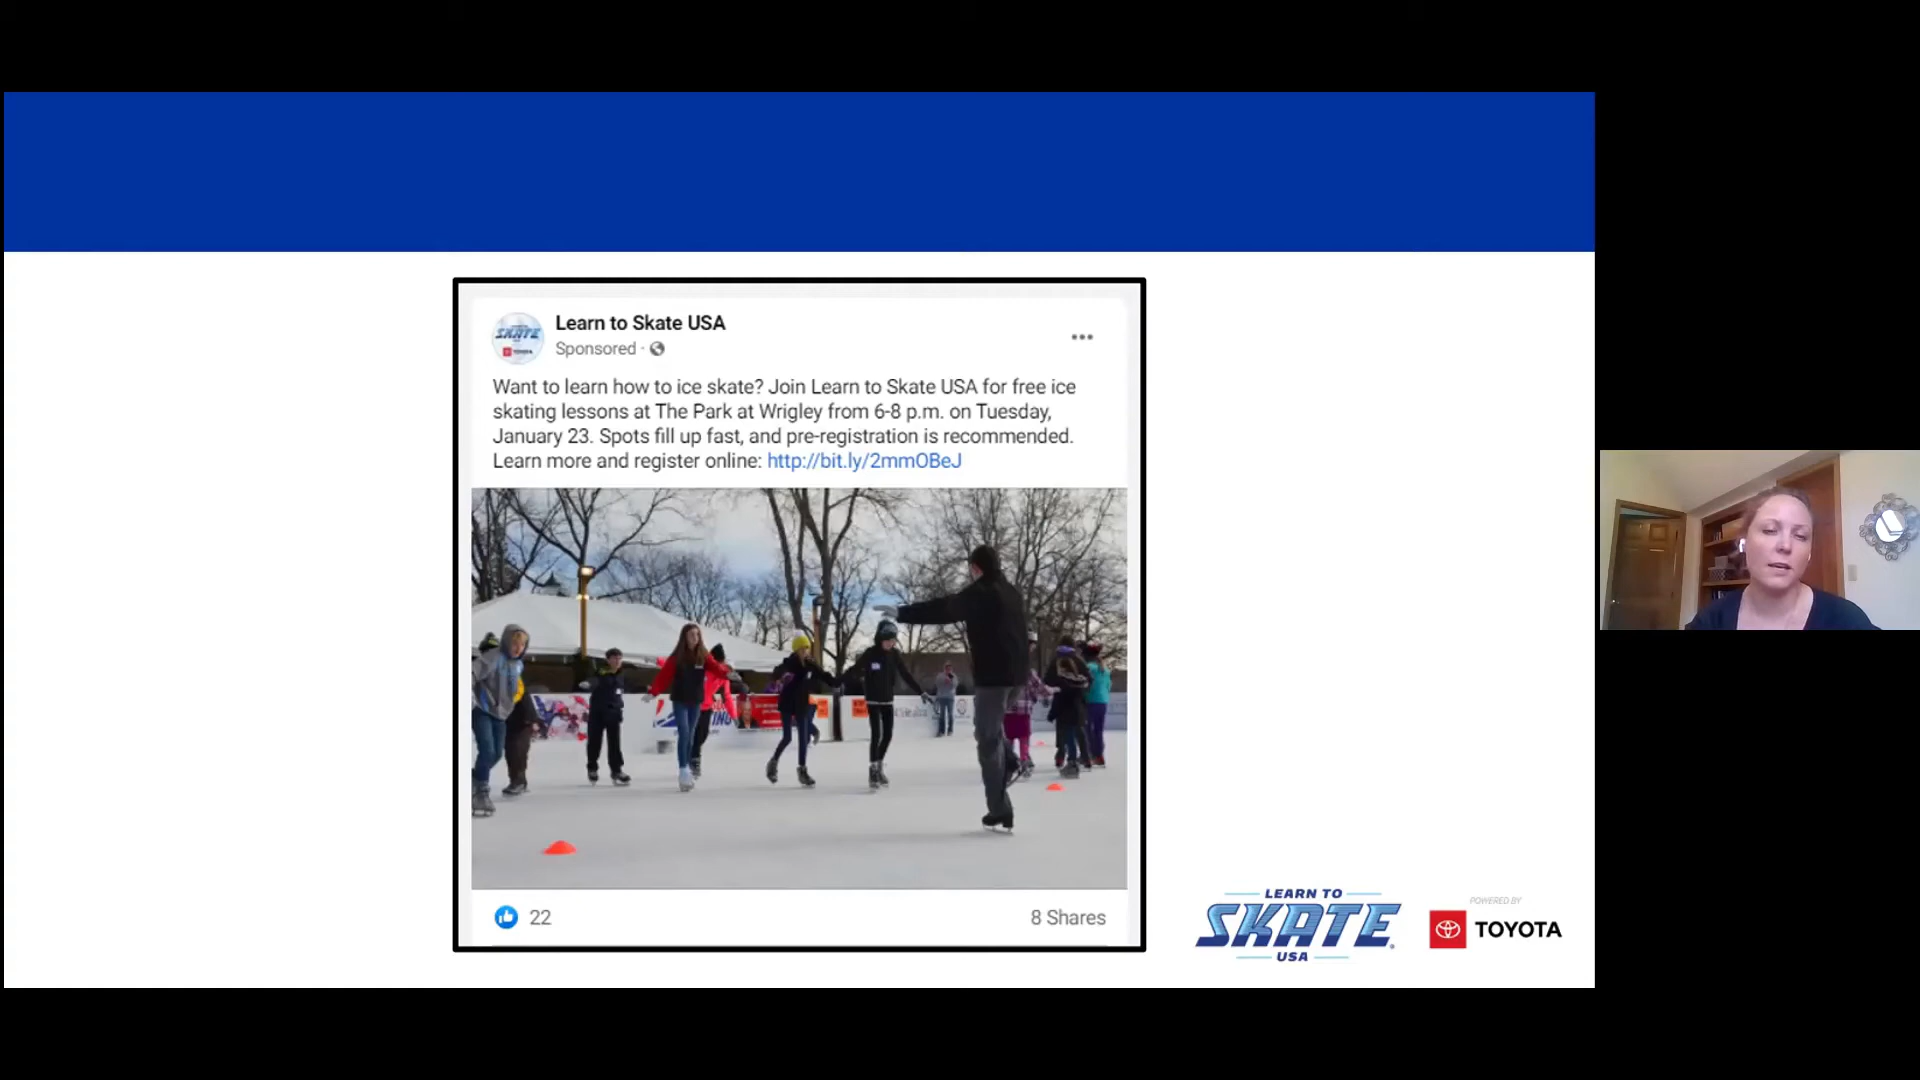 Learn to Skate USA
Sponsored ·
Want to learn how to ice skate? Join Learn to Skate USA for free ice
skating lessons at The Park at Wrigley from 6-8 p.m. on Tuesday,
January 23. Spots fill up fast, and pre-registration is recommended.
Learn more and register online: http://bit.ly/2mmOBeJ
22
8 Shares
LEARN TO
SKATE
USA
POWERED BY
TOYOTA